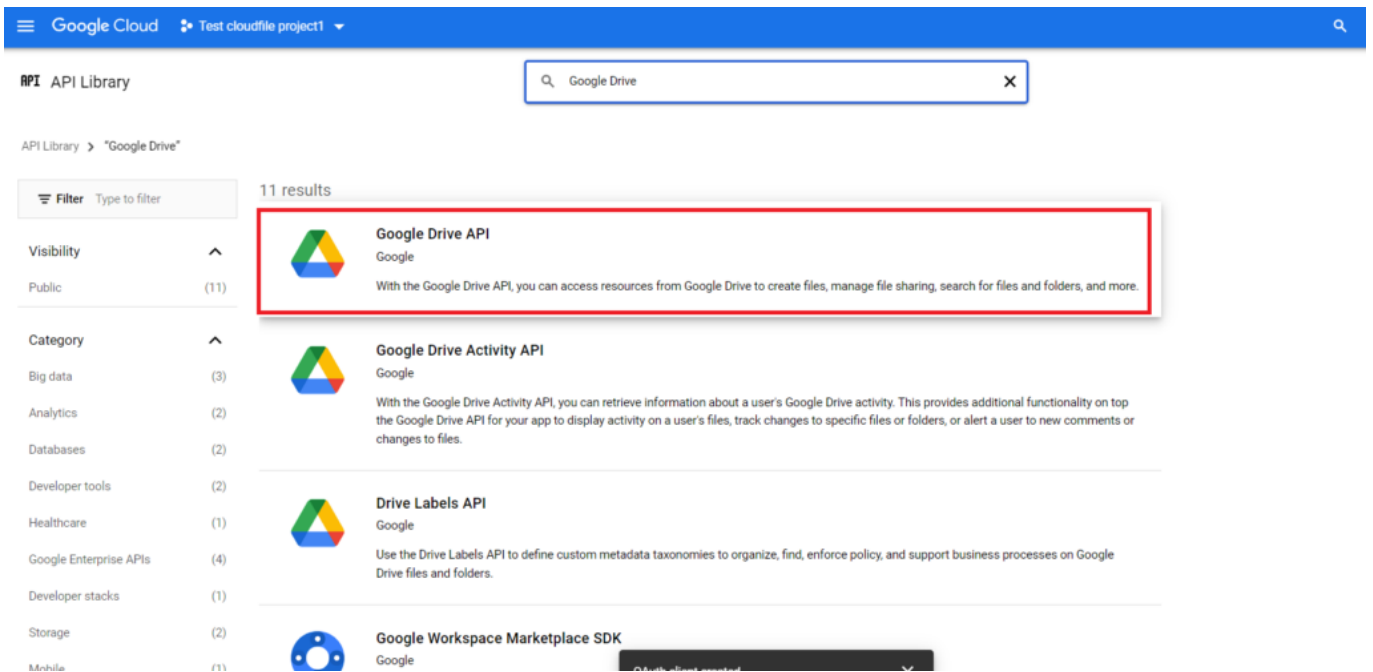 Google Cloud Test cloudfile project1
API API Library
Google Drive
API Library > "Google Drive"
Filter Type to filter
11 results
Visibility
Public (11)
Category
Big data (3)
Analytics (2)
Databases (2)
Developer tools (2)
Healthcare (1)
Google Enterprise APIs (4)
Developer stacks (1)
Storage (2)
Mobile (1)
Google Drive API
Google
With the Google Drive API, you can access resources from Google Drive to create files, manage file sharing, search for files and folders, and more.
Google Drive Activity API
Google
With the Google Drive Activity API, you can retrieve information about a user's Google Drive activity. This provides additional functionality on top
the Google Drive API for your app to display activity on a user's files, track changes to specific files or folders, or alert a user to new comments or
changes to files.
Drive Labels API
Google
Use the Drive Labels API to define custom metadata taxonomies to organize, find, enforce policy, and support business processes on Google
Drive files and folders.
Google Workspace Marketplace SDK
Google
OAuth client created